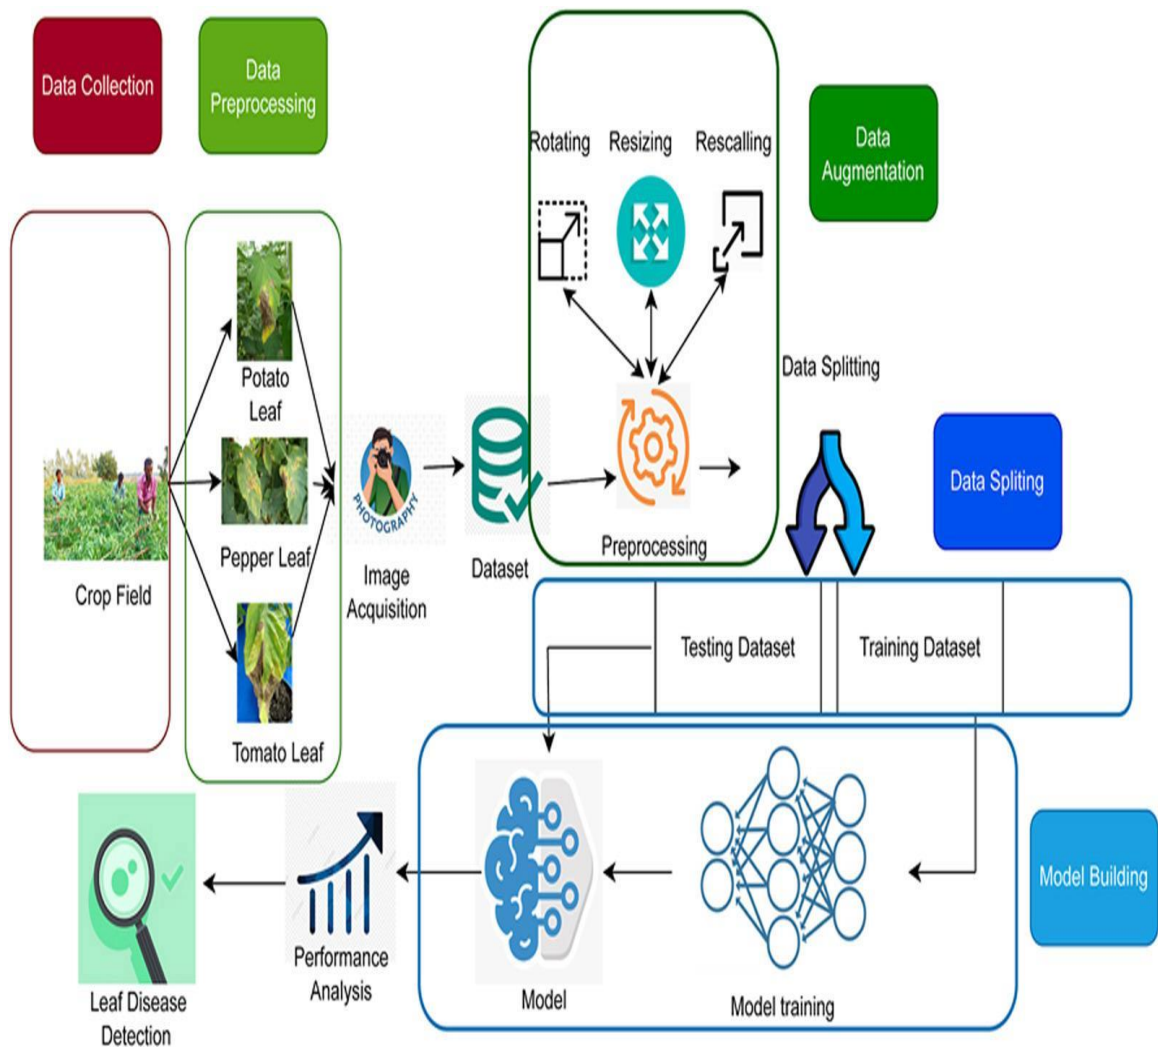 Data Collection
Data
Preprocessing
Rotating
Resizing
Rescalling
Data
Augmentation
Potato
Leaf
Pepper Leaf
Tomato Leaf
Crop Field
PHOTOGRAPHY
Image
Acquisition
Dataset
Preprocessing
Data Splitting
Data Spliting
Testing Dataset
Training Dataset
Model Building
Model training
Model
Performance
Analysis
Leaf Disease
Detection